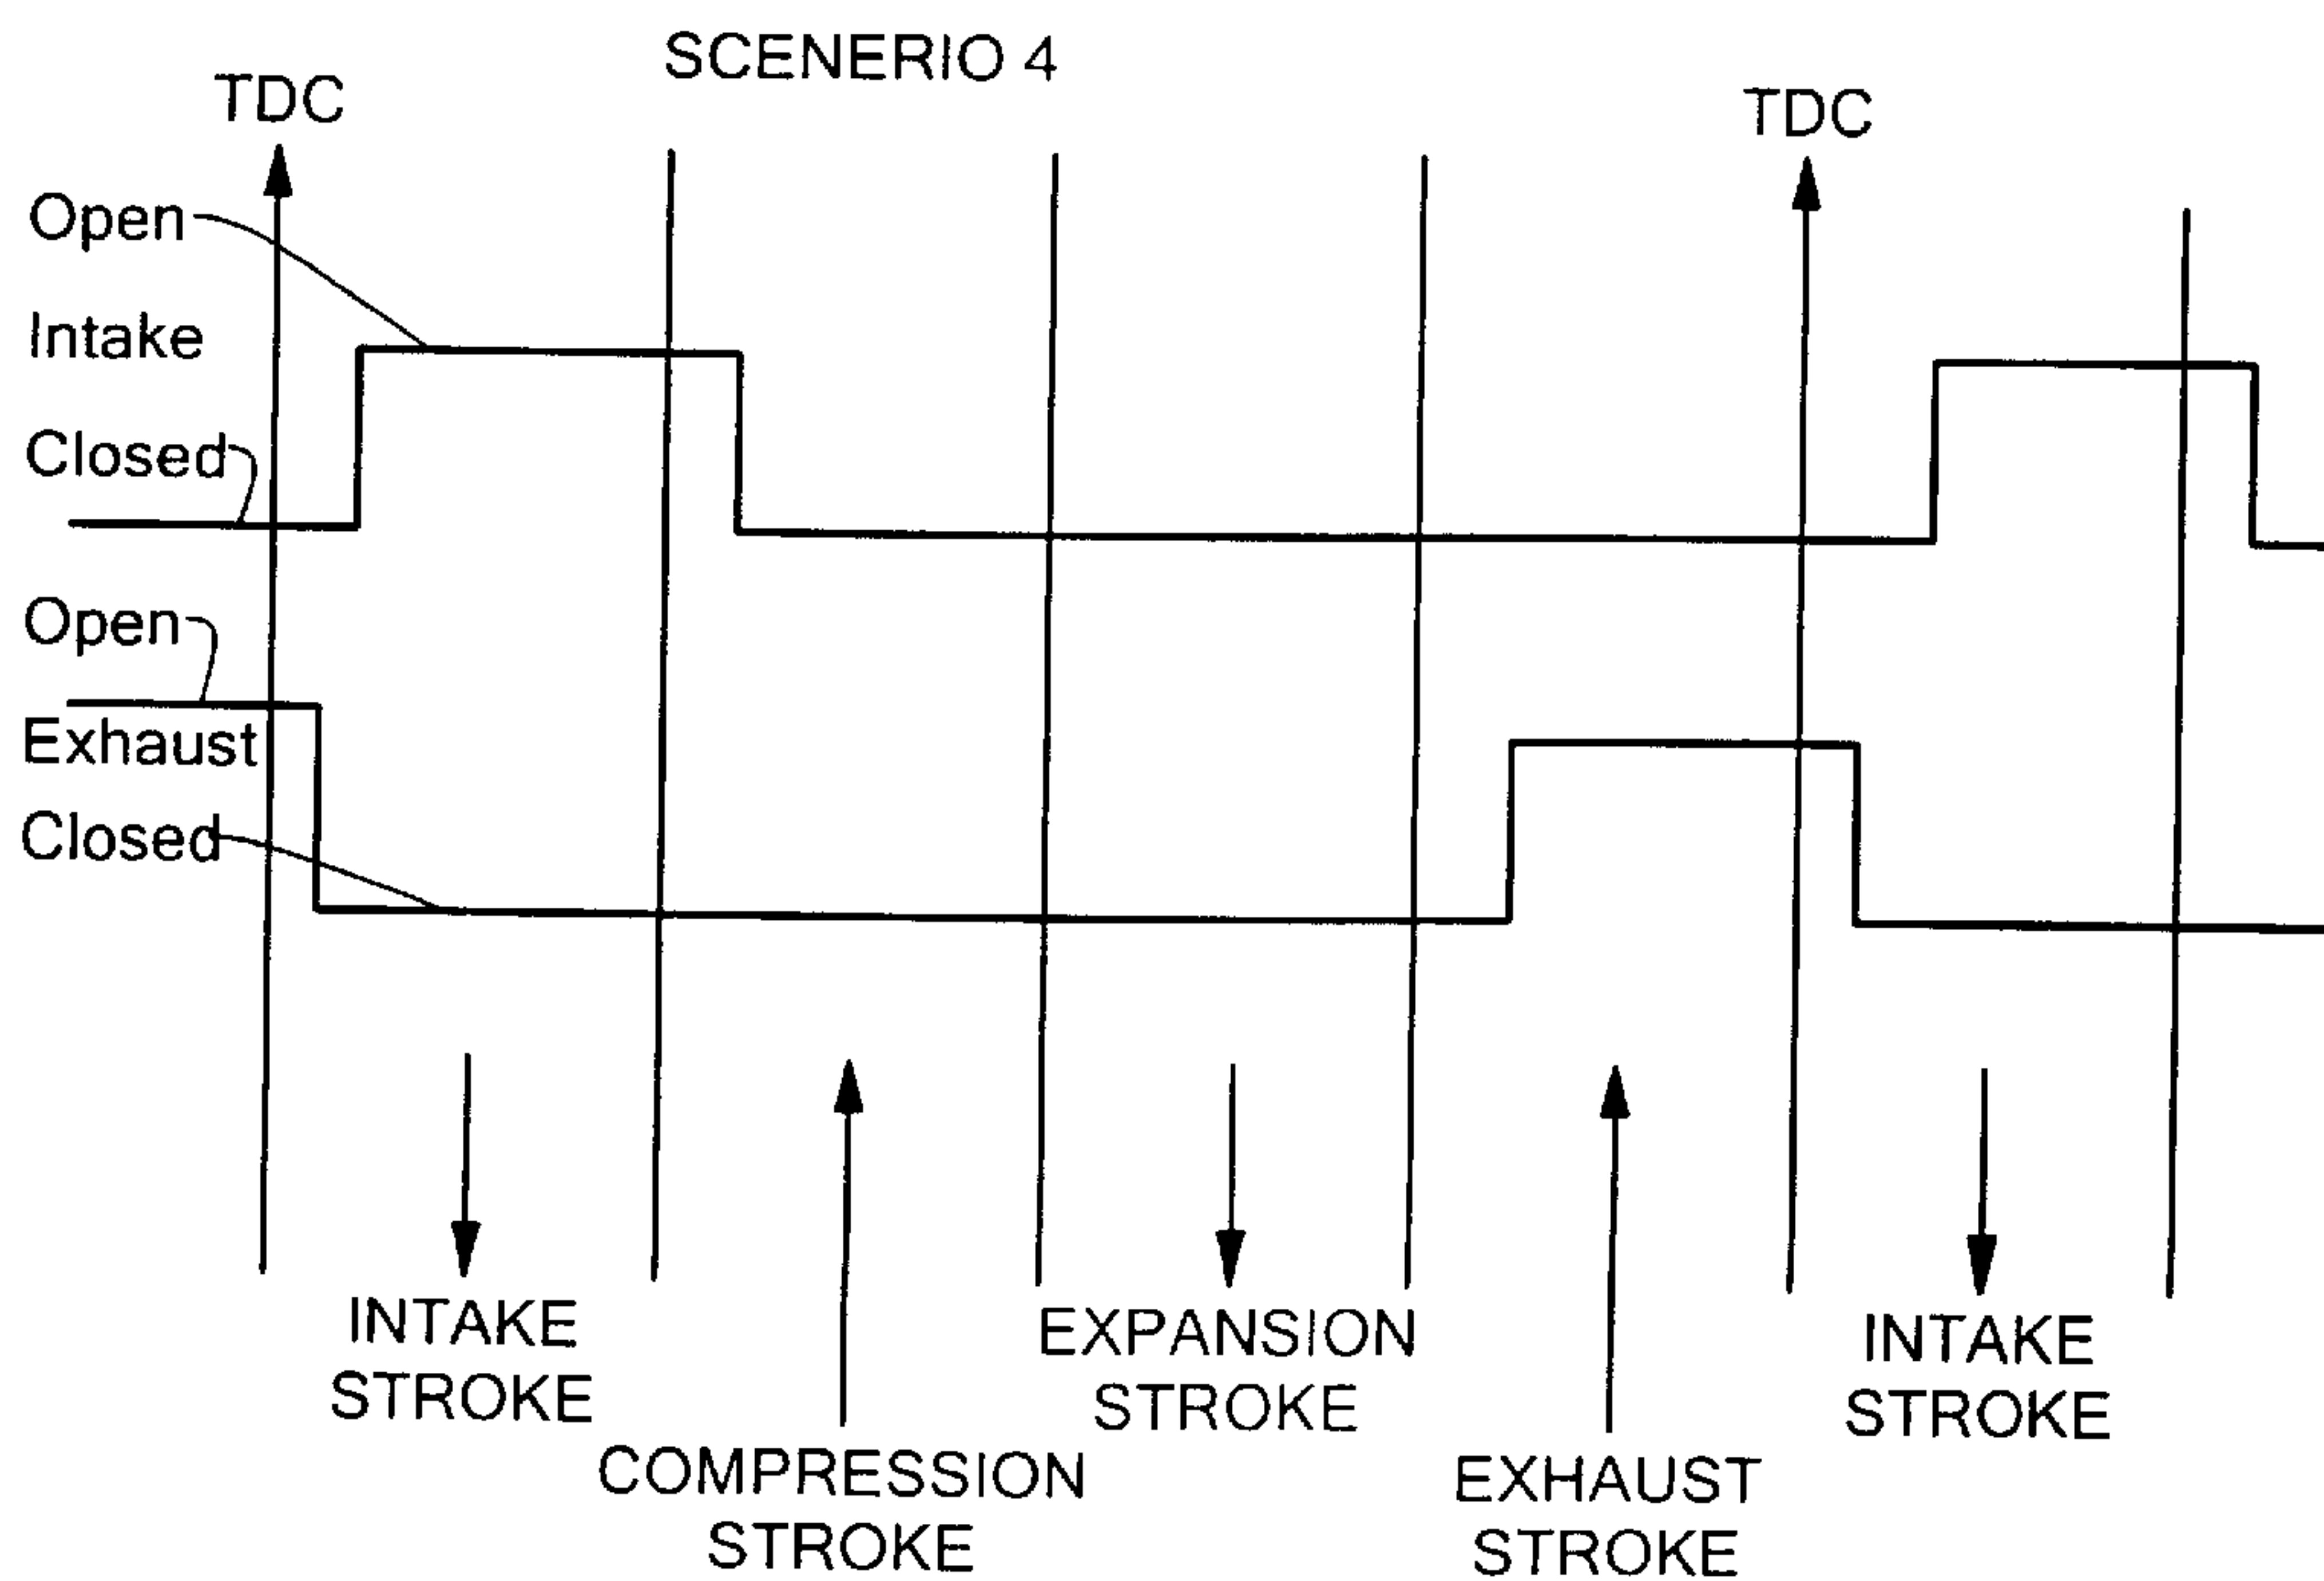 SCENERIO 4
TDC
TDC
Open
Intake
Closed
Open
Exhaust
Closed
INTAKE
STROKE
COMPRESSION
STROKE
EXPANSION
STROKE
EXHAUST
STROKE
INTAKE
STROKE